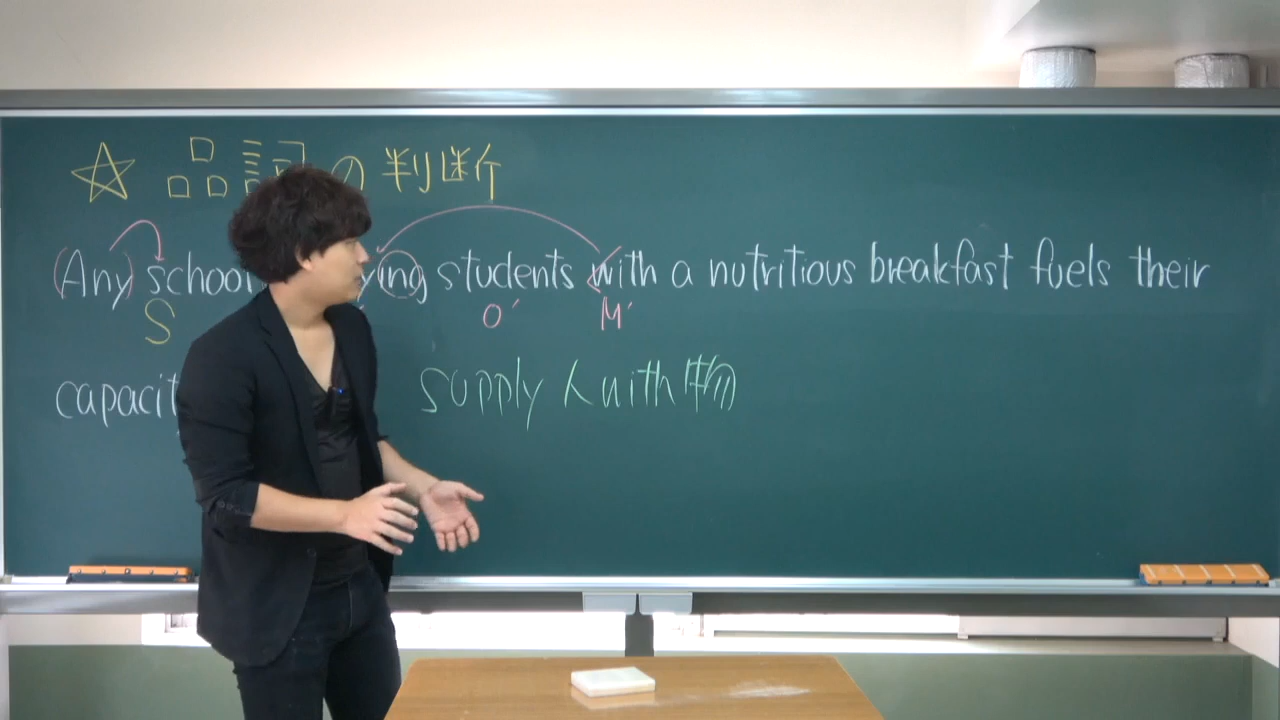 ☆ 品詞の判断
(Any) school ying students with a nutritious breakfast fuels their
S O' M'
capacit supply 人 with 物